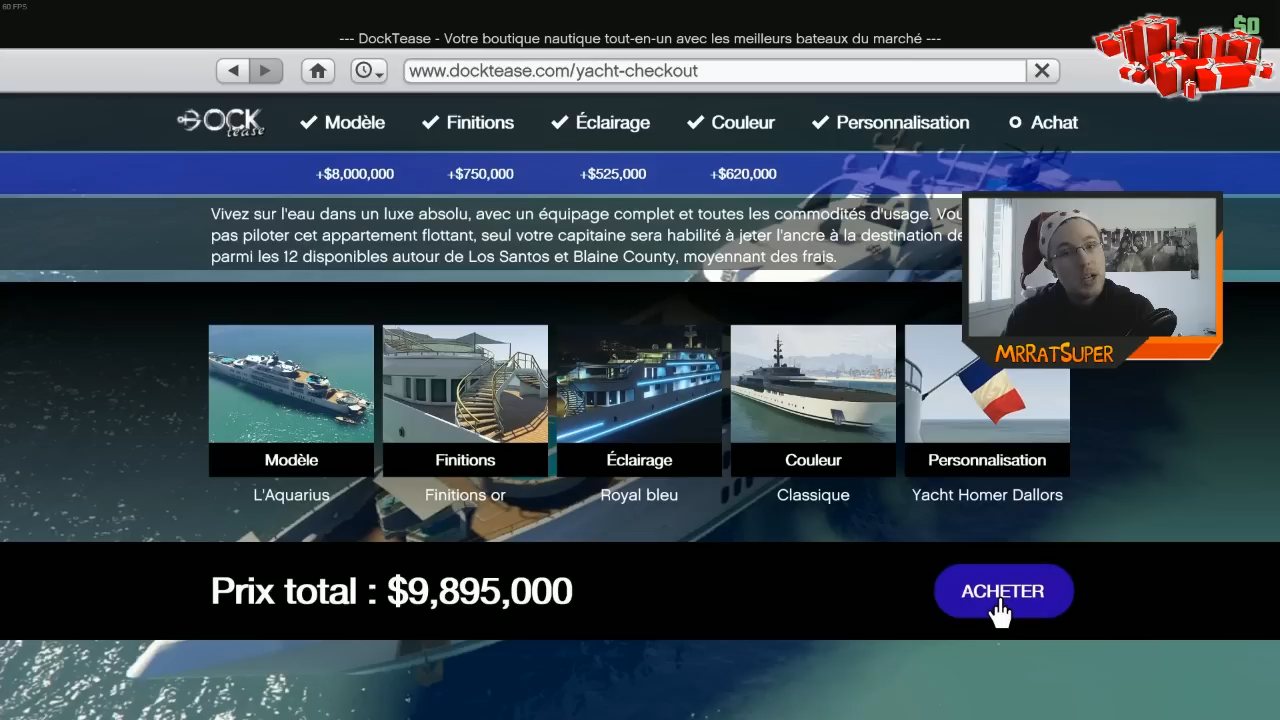 60 FPS
$0
--- DockTease - Votre boutique nautique tout-en-un avec les meilleurs bateaux du marché ---
www.docktease.com/yacht-checkout
DOCK tease
Modèle Finitions Éclairage Couleur Personnalisation Achat
+$8,000,000 +$750,000 +$525,000 +$620,000
Vivez sur l'eau dans un luxe absolu, avec un équipage complet et toutes les commodités d'usage. Vou
pas piloter cet appartement flottant, seul votre capitaine sera habilité à jeter l'ancre à la destination de
parmi les 12 disponibles autour de Los Santos et Blaine County, moyennant des frais.
MrRatSuper
Modèle Finitions Éclairage Couleur Personnalisation
L'Aquarius Finitions or Royal bleu Classique Yacht Homer Dallors
Prix total : $9,895,000
ACHETER